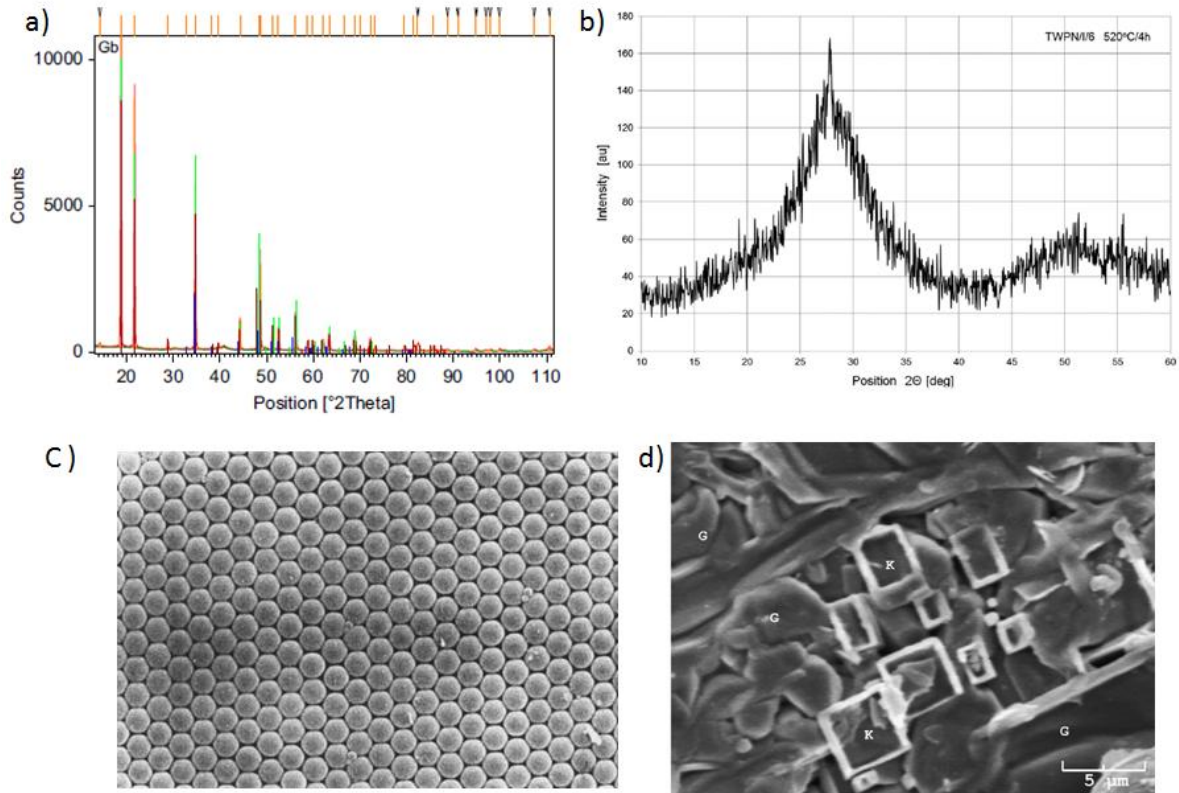 a)
Gb
10000
5000
0
Counts
20 30 40 50 60 70 80 90 100 110
Position [°2Theta]
b)
TWPN/I/6 520°C/4h
180
160
140
120
100
80
60
40
20
0
Intensity [au]
10 15 20 25 30 35 40 45 50 55 60
Position 2Θ [deg]
C)
d)
G
K
G
K
G
5 µm